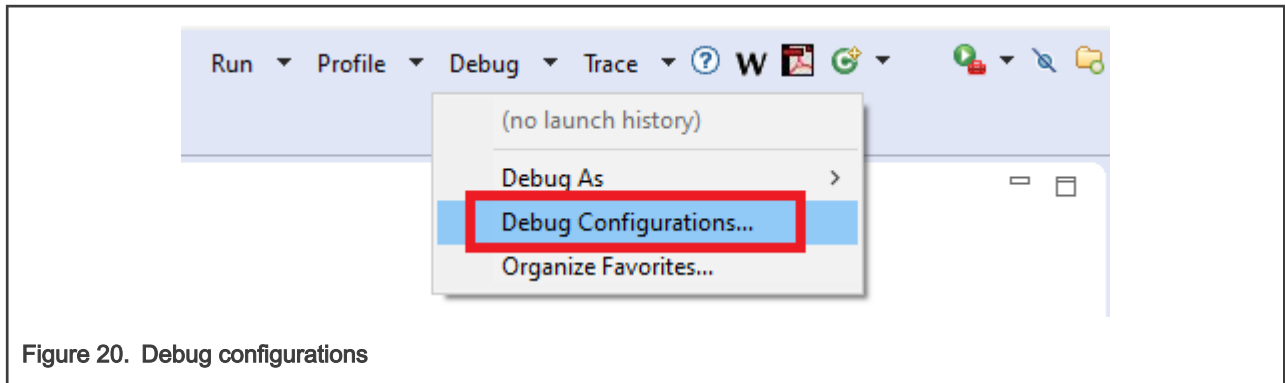 Run Profile Debug Trace ? W
(no launch history)
Debug As >
Debug Configurations...
Organize Favorites...
Figure 20. Debug configurations